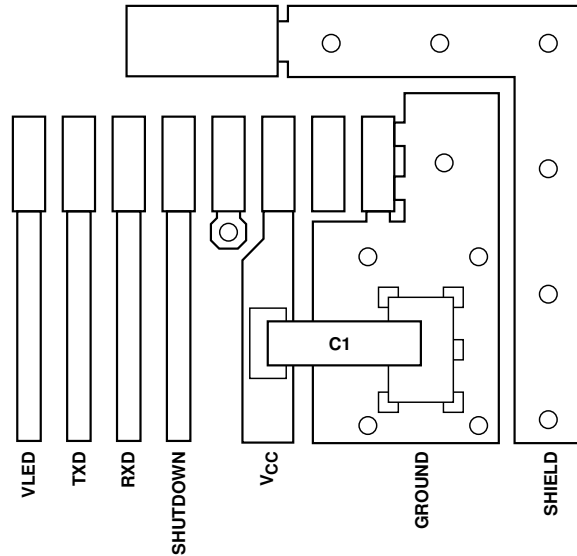 C1
VLED
TXD
RXD
SHUTDOWN
VCC
GROUND
SHIELD